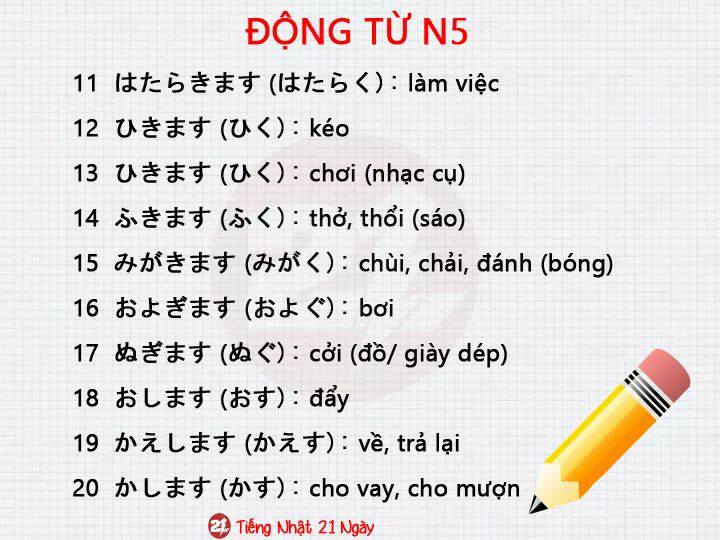 ĐỘNG TỪ N5
11 はたらきます (はたらく) : làm việc
12 ひきます (ひく) : kéo
13 ひきます (ひく) : chơi (nhạc cụ)
14 ふきます (ふく) : thở, thổi (sáo)
15 みがきます (みがく) : chùi, chải, đánh (bóng)
16 およぎます (およぐ) : bơi
17 ぬぎます (ぬぐ) : cởi (đồ/ giày dép)
18 おします (おす) : đẩy
19 かえします (かえす) : về, trả lại
20 かします (かす) : cho vay, cho mượn
21 Tiếng Nhật 21 Ngày